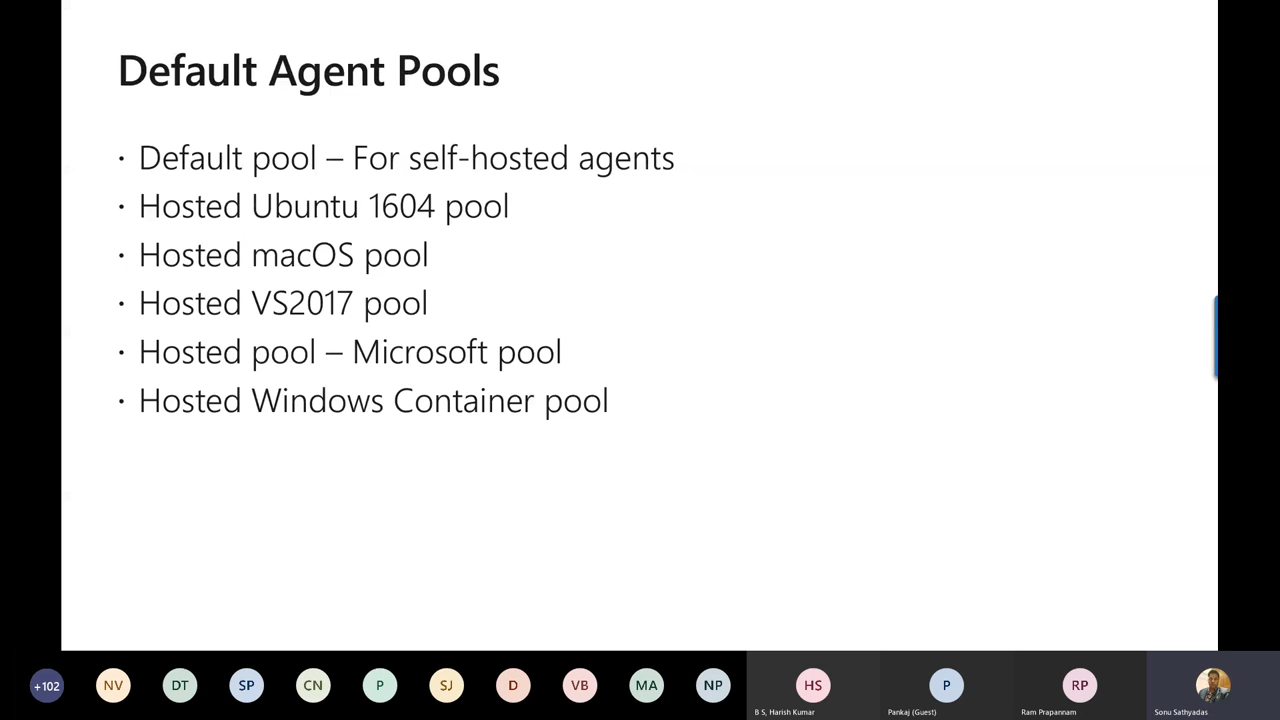 Default Agent Pools
• Default pool – For self-hosted agents
• Hosted Ubuntu 1604 pool
• Hosted macOS pool
• Hosted VS2017 pool
• Hosted pool – Microsoft pool
• Hosted Windows Container pool
+102 NV DT SP CN P SJ D VB MA NP HS P RP
B S, Harish Kumar Pankaj (Guest) Ram Prapannam Sonu Sathyadas